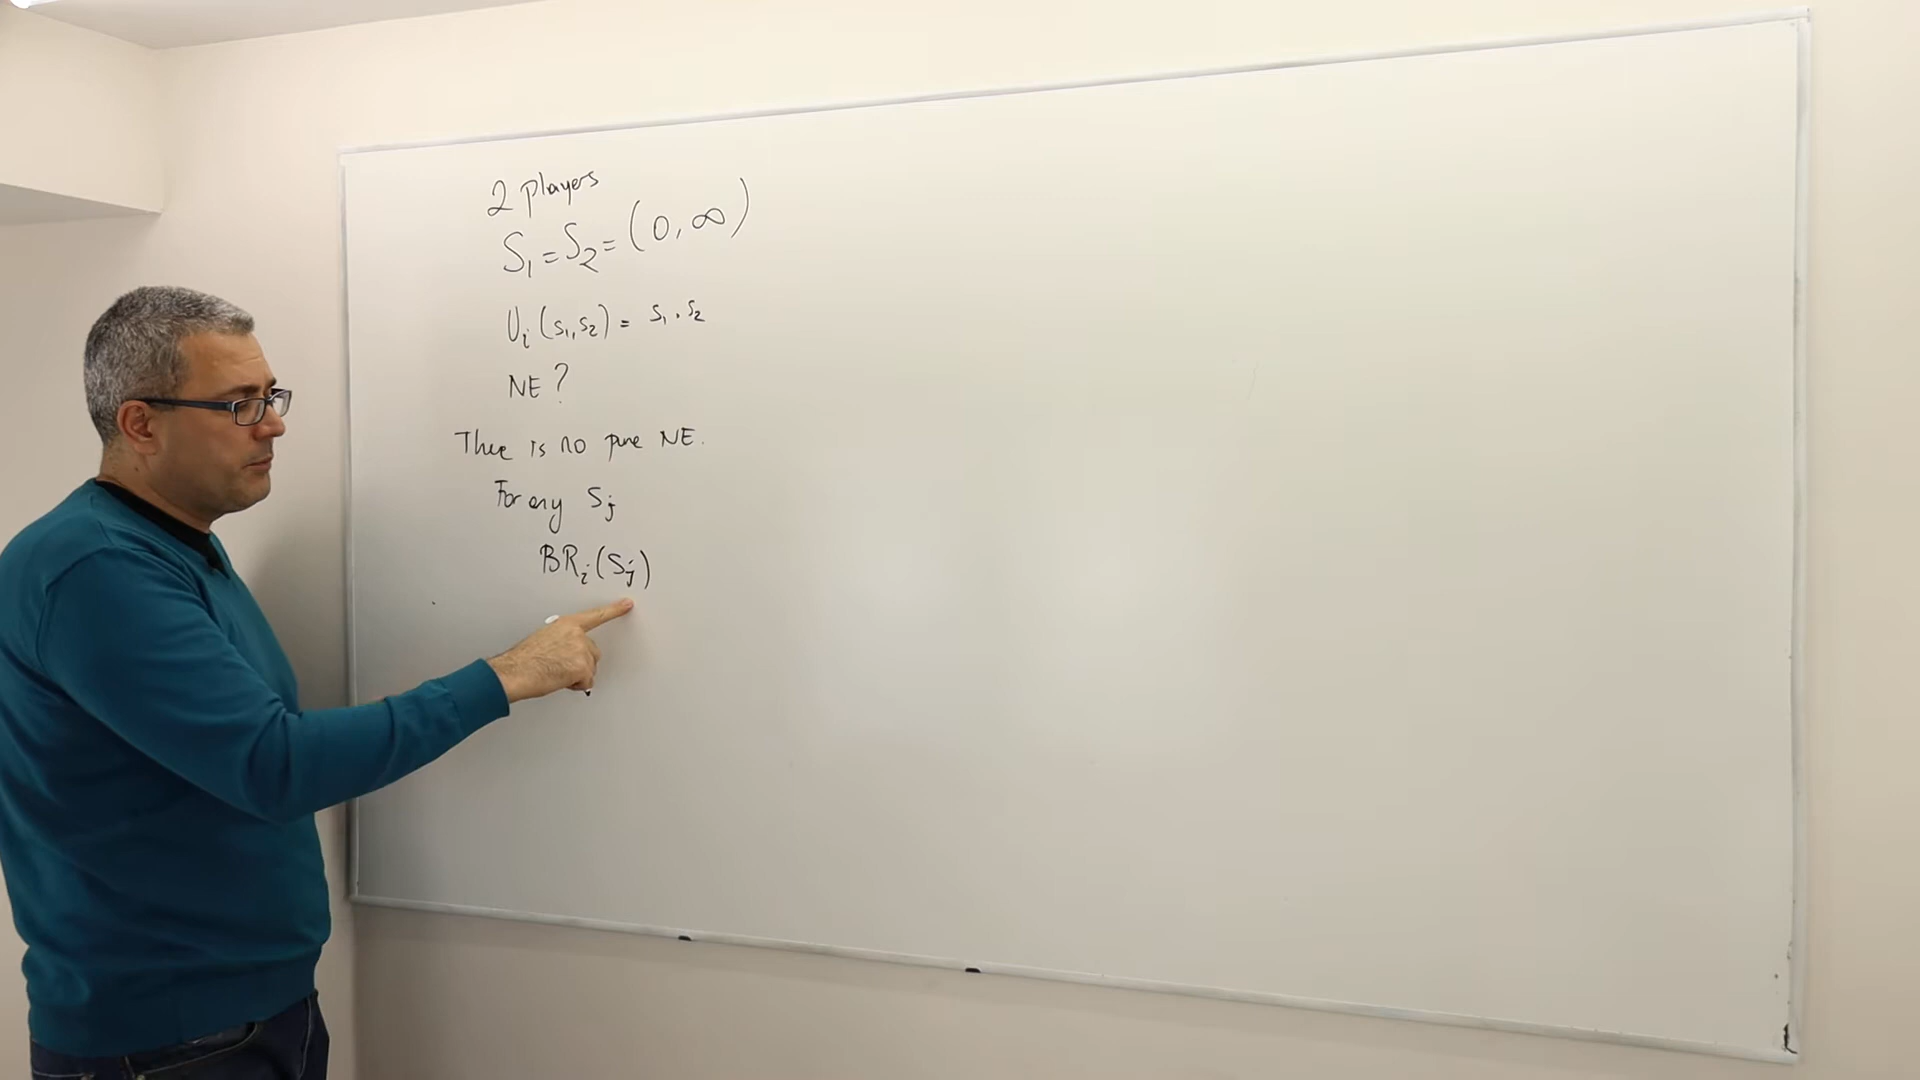 2 players
S₁ = S₂ = (0, ∞)
Uᵢ (s₁, s₂) = s₁ . s₂
NE ?
There is no pure NE.
For any Sⱼ
BRᵢ (Sⱼ)